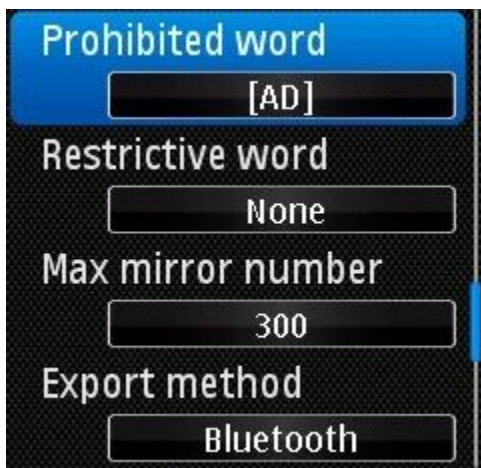 Prohibited word
[AD]
Restrictive word
None
Max mirror number
300
Export method
Bluetooth